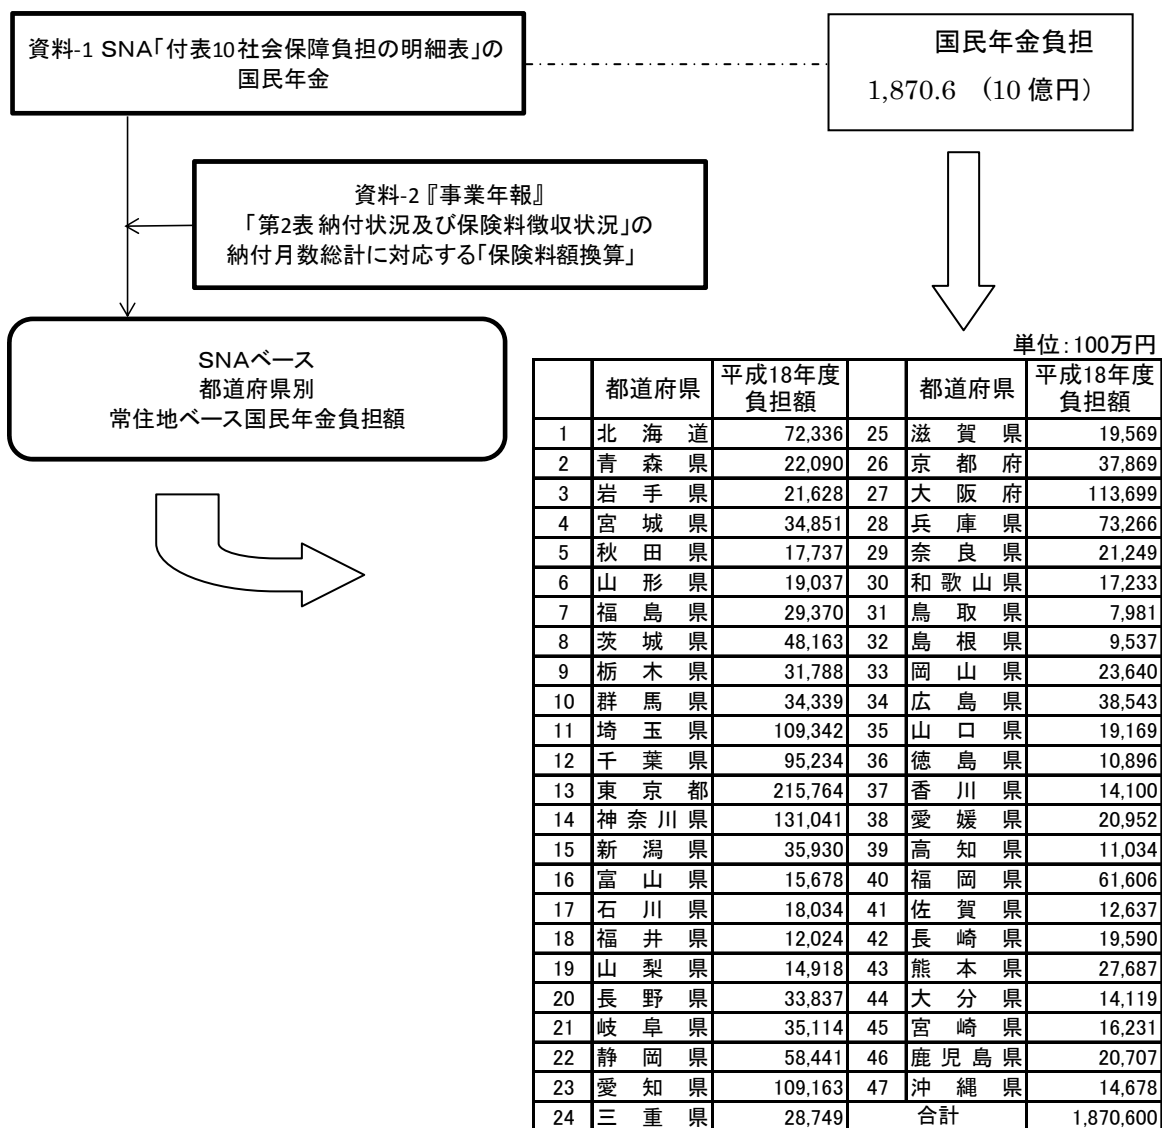 資料-1 SNA「付表10社会保障負担の明細表」の
国民年金
国民年金負担
1,870.6 (10 億円)
資料-2『事業年報』
「第2表 納付状況及び保険料徴収状況」の
納付月数総計に対応する「保険料額換算」
SNAベース
都道府県別
常住地ベース国民年金負担額
単位:100万円
都道府県 平成18年度負担額 都道府県 平成18年度負担額
1 北海道 72,336 25 滋賀県 19,569
2 青森県 22,090 26 京都府 37,869
3 岩手県 21,628 27 大阪府 113,699
4 宮城県 34,851 28 兵庫県 73,266
5 秋田県 17,737 29 奈良県 21,249
6 山形県 19,037 30 和歌山県 17,233
7 福島県 29,370 31 鳥取県 7,981
8 茨城県 48,163 32 島根県 9,537
9 栃木県 31,788 33 岡山県 23,640
10 群馬県 34,339 34 広島県 38,543
11 埼玉県 109,342 35 山口県 19,169
12 千葉県 95,234 36 徳島県 10,896
13 東京都 215,764 37 香川県 14,100
14 神奈川県 131,041 38 愛媛県 20,952
15 新潟県 35,930 39 高知県 11,034
16 富山県 15,678 40 福岡県 61,606
17 石川県 18,034 41 佐賀県 12,637
18 福井県 12,024 42 長崎県 19,590
19 山梨県 14,918 43 熊本県 27,687
20 長野県 33,837 44 大分県 14,119
21 岐阜県 35,114 45 宮崎県 16,231
22 静岡県 58,441 46 鹿児島県 20,707
23 愛知県 109,163 47 沖縄県 14,678
24 三重県 28,749 合計 1,870,600